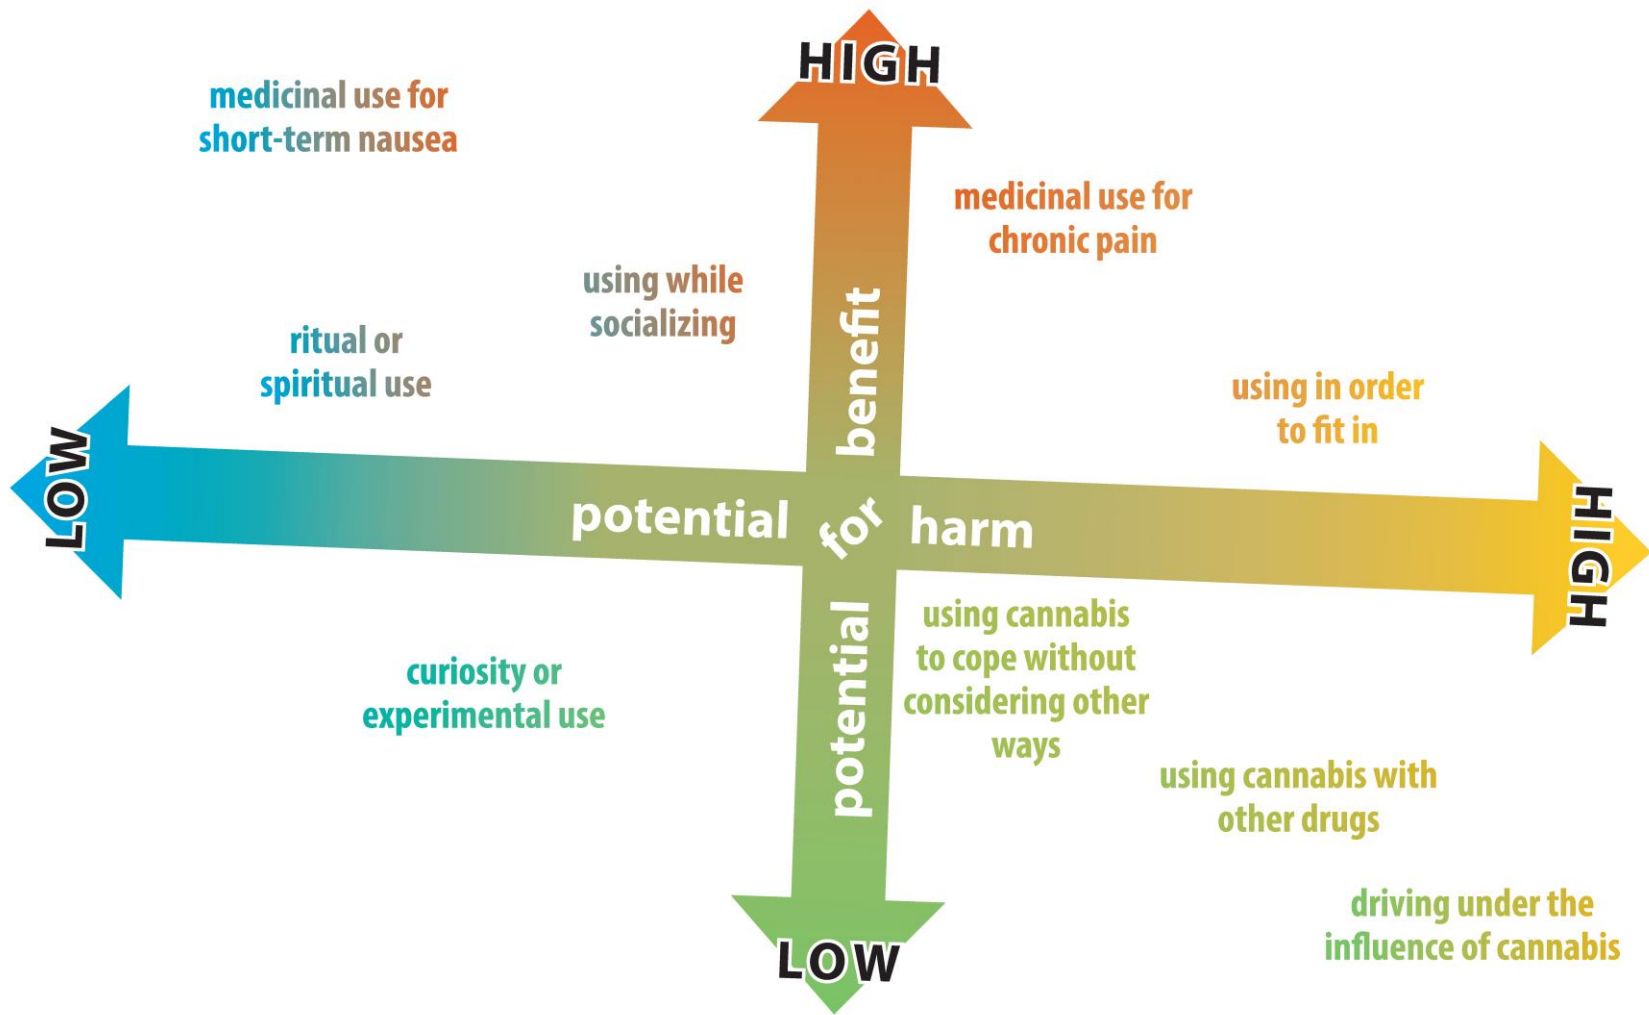 HIGH
medicinal use for
short-term nausea
medicinal use for
chronic pain
using while
socializing
ritual or
spiritual use
using in order
to fit in
LOW
potential for harm
HIGH
potential for benefit
using cannabis
to cope without
considering other
ways
curiosity or
experimental use
using cannabis with
other drugs
driving under the
influence of cannabis
LOW